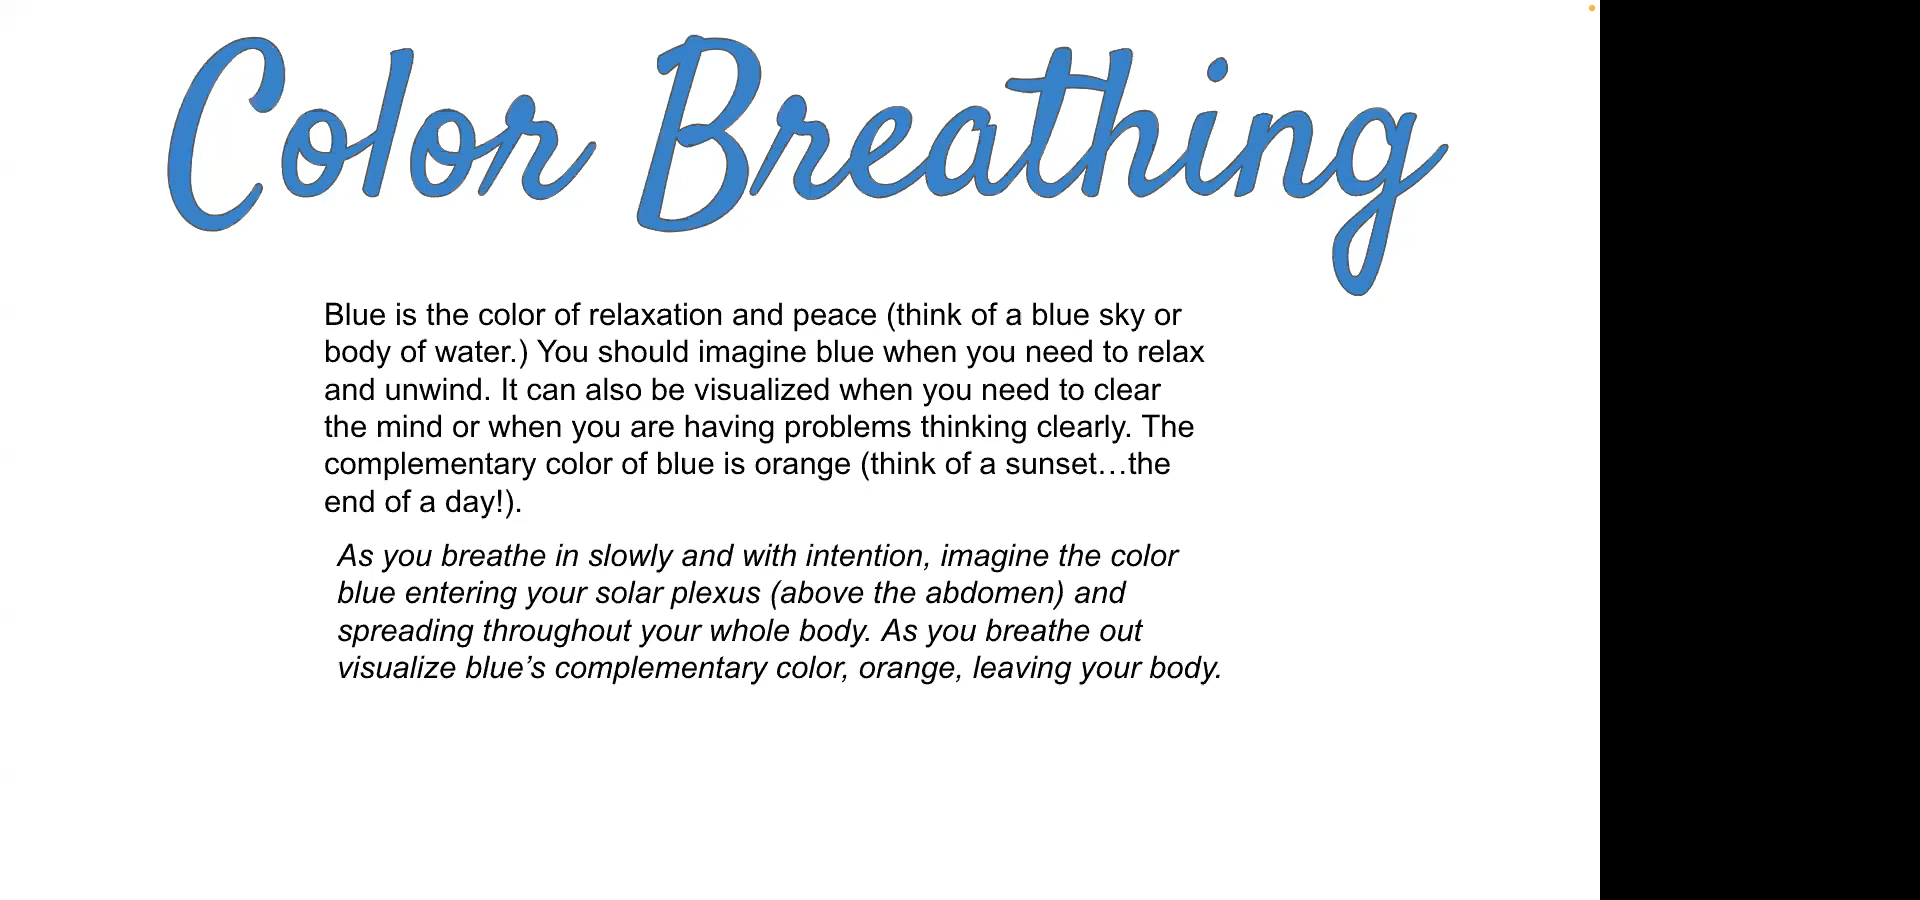 Color Breathing
Blue is the color of relaxation and peace (think of a blue sky or
body of water.) You should imagine blue when you need to relax
and unwind. It can also be visualized when you need to clear
the mind or when you are having problems thinking clearly. The
complementary color of blue is orange (think of a sunset…the
end of a day!).
As you breathe in slowly and with intention, imagine the color
blue entering your solar plexus (above the abdomen) and
spreading throughout your whole body. As you breathe out
visualize blue’s complementary color, orange, leaving your body.